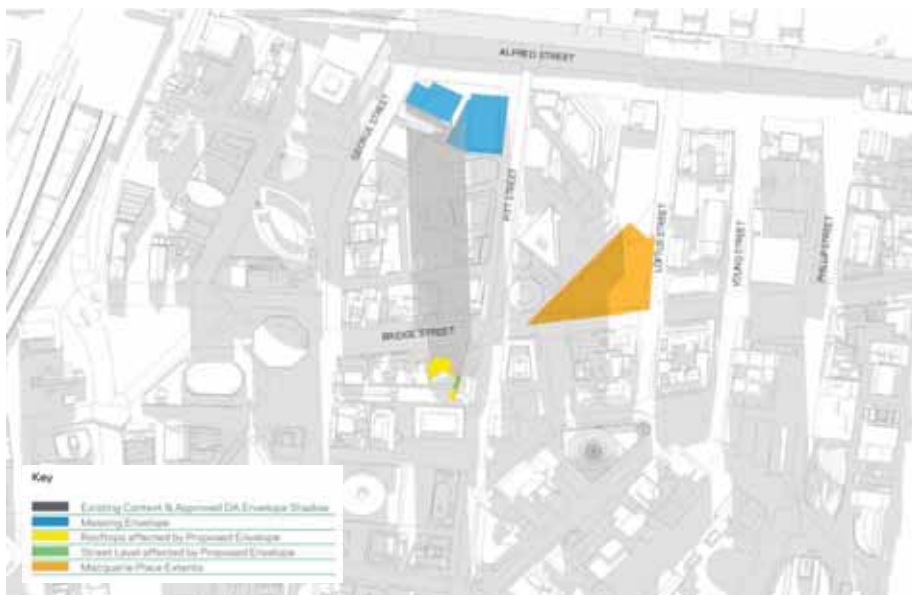 ALFRED STREET
GEORGE STREET
PITT STREET
LOFTUS STREET
YOUNG STREET
PHILLIP STREET
BRIDGE STREET
Key
Existing Context & Approved DA Envelope Shadow
Massing Envelope
Rooftops affected by Proposed Envelope
Street Level affected by Proposed Envelope
Macquarie Place Extents